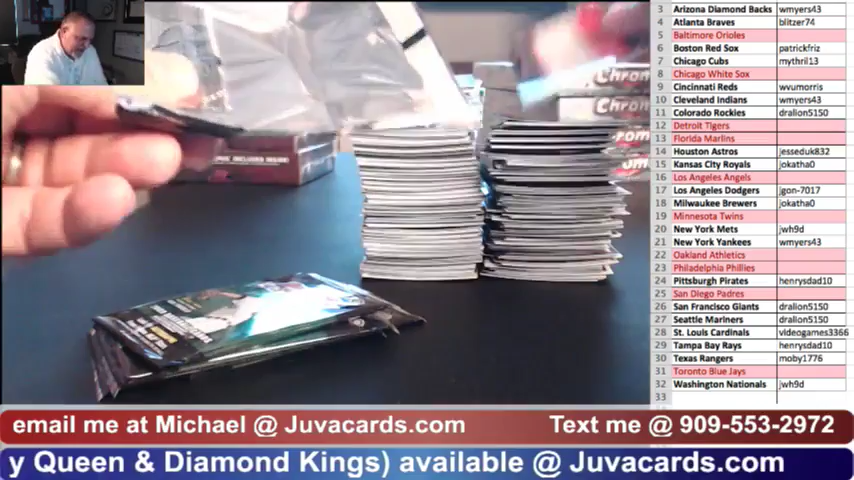 3 Arizona Diamond Backs wmyers43
4 Atlanta Braves blitzer74
5 Baltimore Orioles
6 Boston Red Sox patrickfriz
7 Chicago Cubs mythril13
8 Chicago White Sox
9 Cincinnati Reds wvumorris
10 Cleveland Indians wmyers43
11 Colorado Rockies dralion5150
12 Detroit Tigers
13 Florida Marlins
14 Houston Astros jesseduk832
15 Kansas City Royals jokatha0
16 Los Angeles Angels
17 Los Angeles Dodgers jgon-7017
18 Milwaukee Brewers jokatha0
19 Minnesota Twins
20 New York Mets jwh9d
21 New York Yankees wmyers43
22 Oakland Athletics
23 Philadelphia Phillies
24 Pittsburgh Pirates henrysdad10
25 San Diego Padres
26 San Francisco Giants dralion5150
27 Seattle Mariners dralion5150
28 St. Louis Cardinals videogames3366
29 Tampa Bay Rays henrysdad10
30 Texas Rangers moby1776
31 Toronto Blue Jays
32 Washington Nationals jwh9d
33
Chrom
email me at Michael @ Juvacards.com Text me @ 909-553-2972
y Queen & Diamond Kings) available @ Juvacards.com